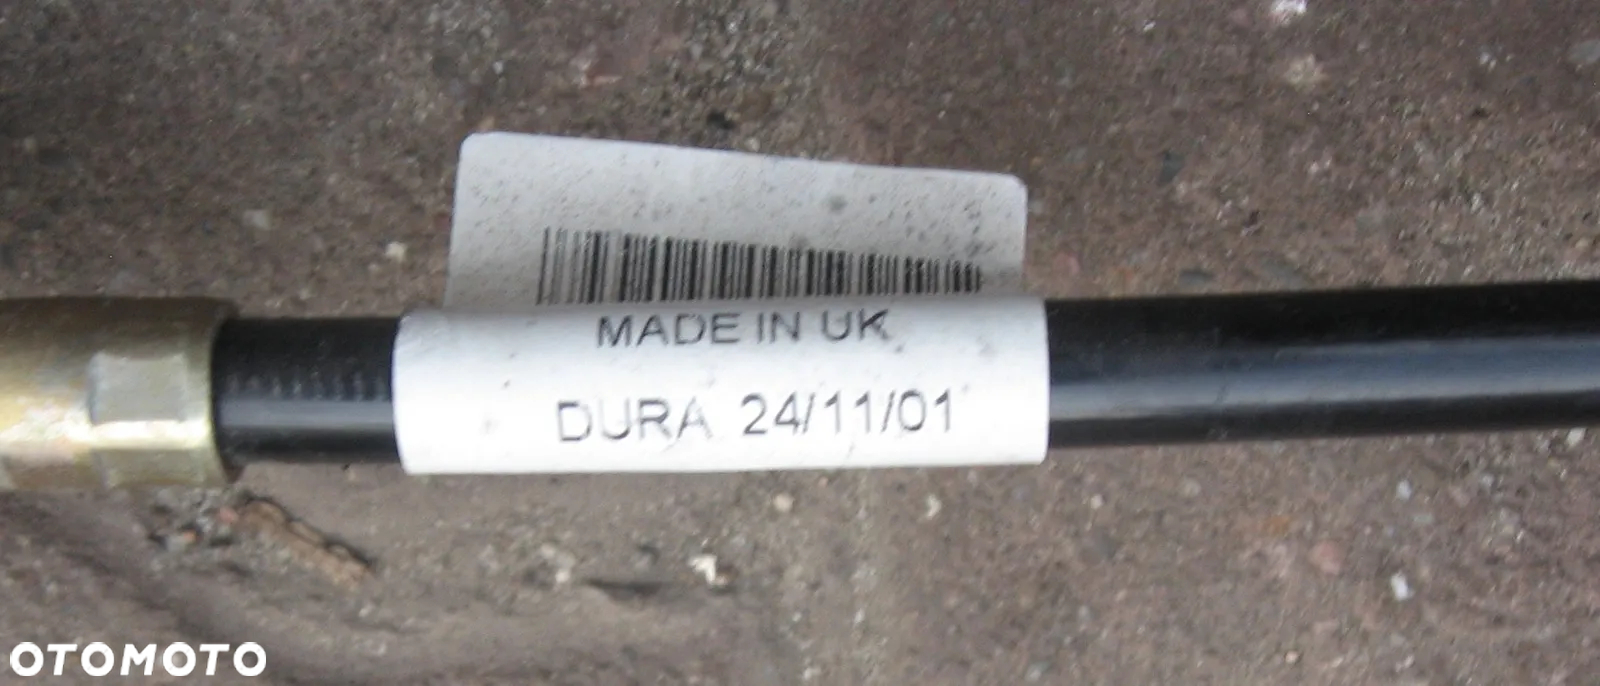 MADE IN UK
DURA 24/11/01
OTOMOTO